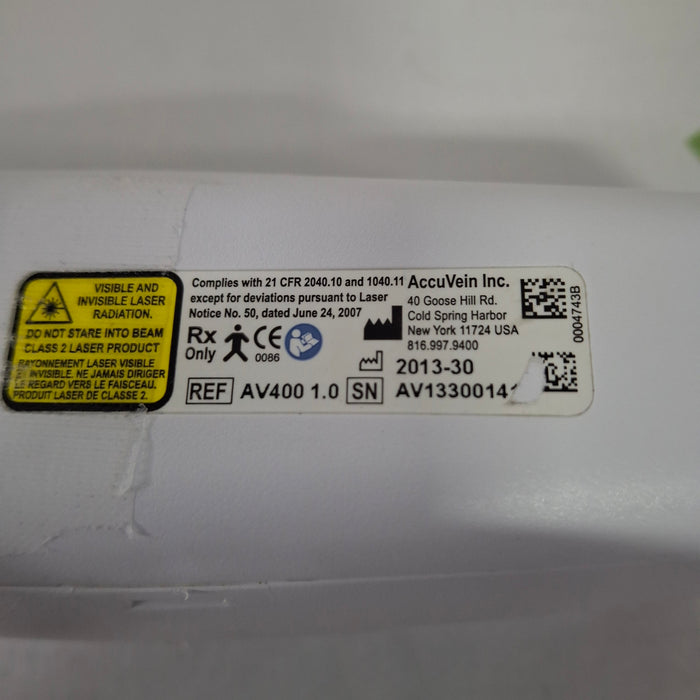 VISIBLE AND
INVISIBLE LASER
RADIATION.
DO NOT STARE INTO BEAM
CLASS 2 LASER PRODUCT
RAYONNEMENT LASER VISIBLE
ET INVISIBLE. NE JAMAIS DIRIGER
LE REGARD VERS LE FAISCEAU.
PRODUIT LASER DE CLASSE 2.
Complies with 21 CFR 2040.10 and 1040.11
except for deviations pursuant to Laser
Notice No. 50, dated June 24, 2007
Rx
Only
CE
0086
AccuVein Inc.
40 Goose Hill Rd.
Cold Spring Harbor
New York 11724 USA
816.997.9400
2013-30
REF AV400 1.0 SN AV13300141
0004743B